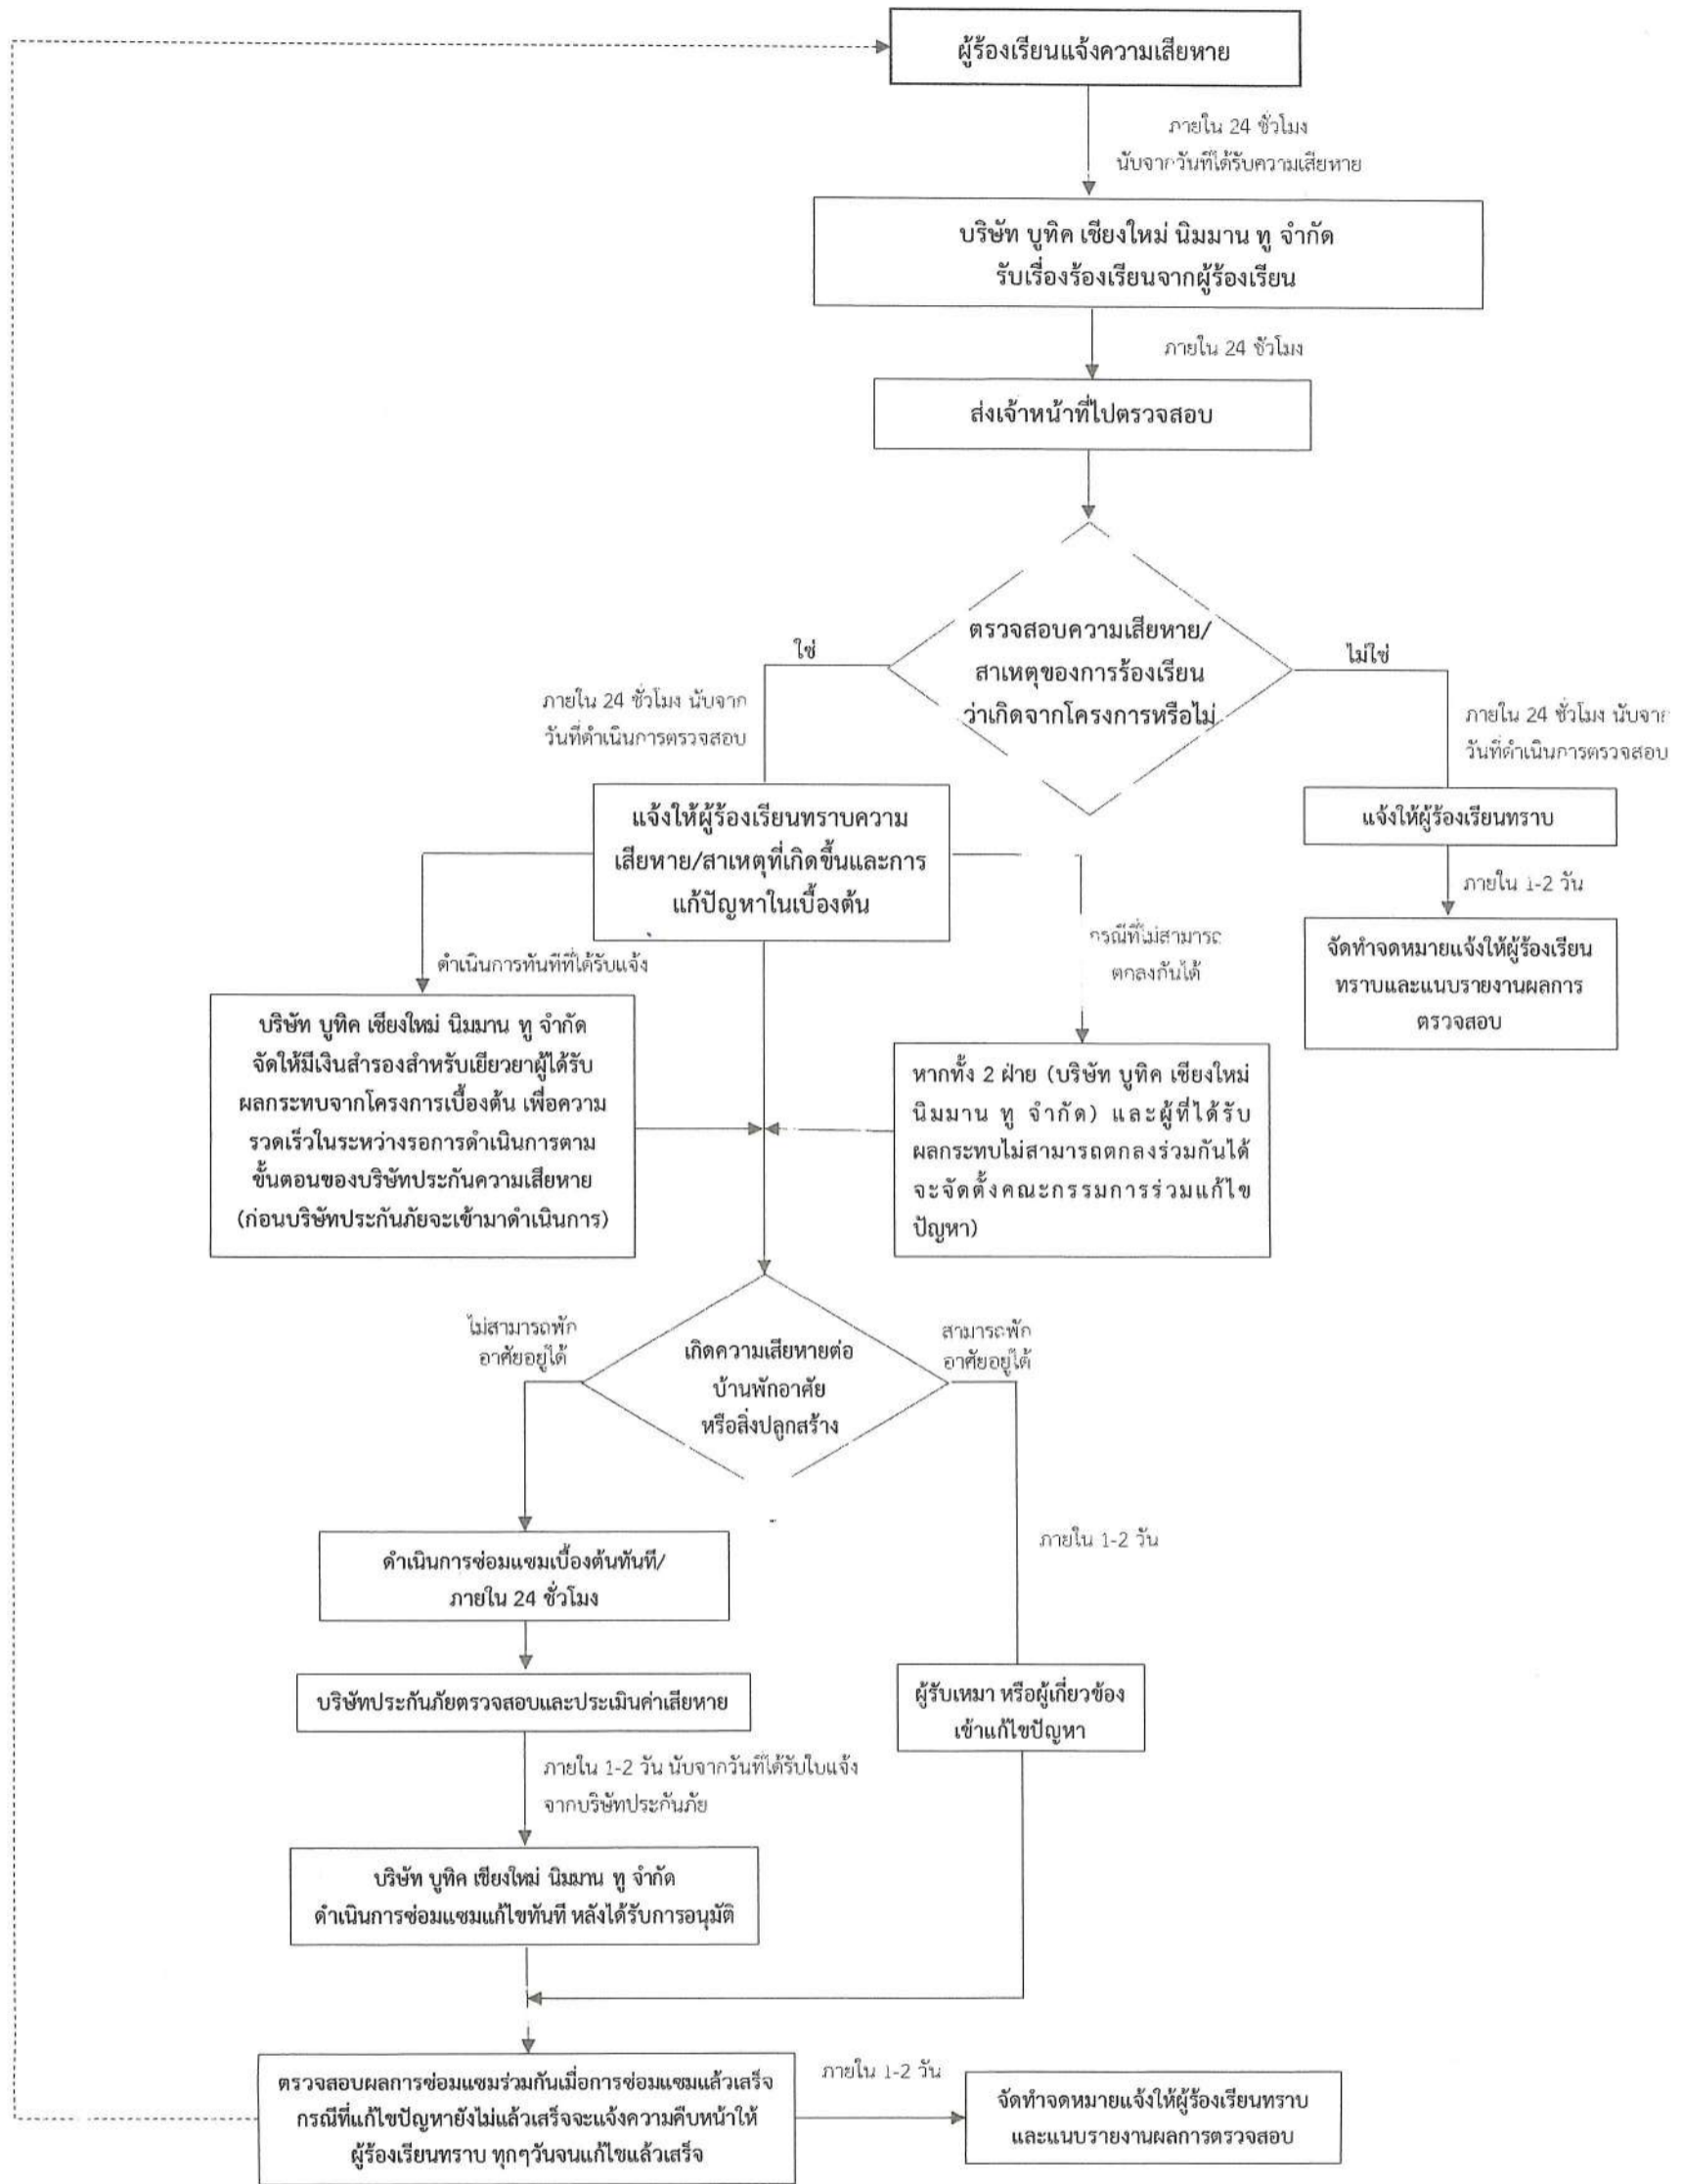 ผู้ร้องเรียนแจ้งความเสียหาย
ภายใน 24 ชั่วโมง
นับจากวันที่ได้รับความเสียหาย
บริษัท บูทิค เชียงใหม่ นิมมาน ทู จำกัด
รับเรื่องร้องเรียนจากผู้ร้องเรียน
ภายใน 24 ชั่วโมง
ส่งเจ้าหน้าที่ไปตรวจสอบ
ตรวจสอบความเสียหาย/
สาเหตุของการร้องเรียน
ว่าเกิดจากโครงการหรือไม่
ใช่
ภายใน 24 ชั่วโมง นับจาก
วันที่ดำเนินการตรวจสอบ
ไม่ใช่
ภายใน 24 ชั่วโมง นับจาก
วันที่ดำเนินการตรวจสอบ
แจ้งให้ผู้ร้องเรียนทราบความ
เสียหาย/สาเหตุที่เกิดขึ้นและการ
แก้ปัญหาในเบื้องต้น
แจ้งให้ผู้ร้องเรียนทราบ
ภายใน 1-2 วัน
จัดทำจดหมายแจ้งให้ผู้ร้องเรียน
ทราบและแนบรายงานผลการ
ตรวจสอบ
ดำเนินการทันทีที่ได้รับแจ้ง
กรณีที่ไม่สามารถ
ตกลงกันได้
บริษัท บูทิค เชียงใหม่ นิมมาน ทู จำกัด
จัดให้มีเงินสำรองสำหรับเยียวยาผู้ได้รับ
ผลกระทบจากโครงการเบื้องต้น เพื่อความ
รวดเร็วในระหว่างรอการดำเนินการตาม
ขั้นตอนของบริษัทประกันความเสียหาย
(ก่อนบริษัทประกันภัยจะเข้ามาดำเนินการ)
หากทั้ง 2 ฝ่าย (บริษัท บูทิค เชียงใหม่
นิมมาน ทู จำกัด) และผู้ที่ได้รับ
ผลกระทบไม่สามารถตกลงร่วมกันได้
จะจัดตั้งคณะกรรมการร่วมแก้ไข
ปัญหา)
ไม่สามารถพัก
อาศัยอยู่ได้
เกิดความเสียหายต่อ
บ้านพักอาศัย
หรือสิ่งปลูกสร้าง
สามารถพัก
อาศัยอยู่ได้
ดำเนินการซ่อมแซมเบื้องต้นทันที/
ภายใน 24 ชั่วโมง
ภายใน 1-2 วัน
บริษัทประกันภัยตรวจสอบและประเมินค่าเสียหาย
ผู้รับเหมา หรือผู้เกี่ยวข้อง
เข้าแก้ไขปัญหา
ภายใน 1-2 วัน นับจากวันที่ได้รับใบแจ้ง
จากบริษัทประกันภัย
บริษัท บูทิค เชียงใหม่ นิมมาน ทู จำกัด
ดำเนินการซ่อมแซมแก้ไขทันที หลังได้รับการอนุมัติ
ตรวจสอบผลการซ่อมแซมร่วมกันเมื่อการซ่อมแซมแล้วเสร็จ
กรณีที่แก้ไขปัญหายังไม่แล้วเสร็จจะแจ้งความคืบหน้าให้
ผู้ร้องเรียนทราบ ทุกๆวันจนแก้ไขแล้วเสร็จ
ภายใน 1-2 วัน
จัดทำจดหมายแจ้งให้ผู้ร้องเรียนทราบ
และแนบรายงานผลการตรวจสอบ